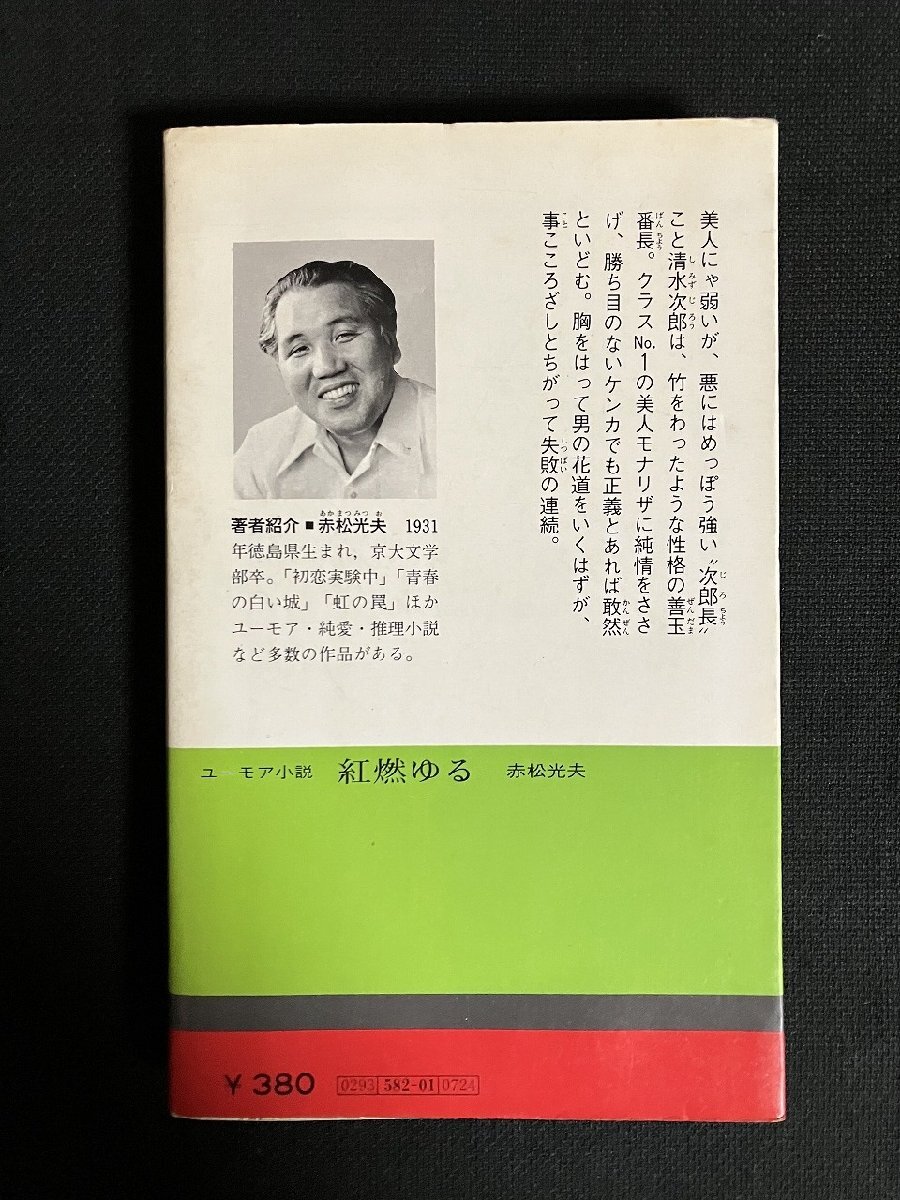 美人にゃ弱いが、悪にはめっぽう強い〝次郎長〟
こと清水次郎は、竹をわったような性格の善玉
番長。クラスNo.1の美人モナリザに純情をささ
げ、勝ち目のないケンカでも正義とあれば敢然
といどむ。胸をはって男の花道をいくはずが、
事こころざしとちがって失敗の連続。
著者紹介■赤松光夫 1931
年徳島県生まれ，京大文学
部卒。「初恋実験中」「青春
の白い城」「虹の罠」ほか
ユーモア・純愛・推理小説
など多数の作品がある。
ユーモア小説 紅燃ゆる 赤松光夫
¥380 0293 582-01 0724